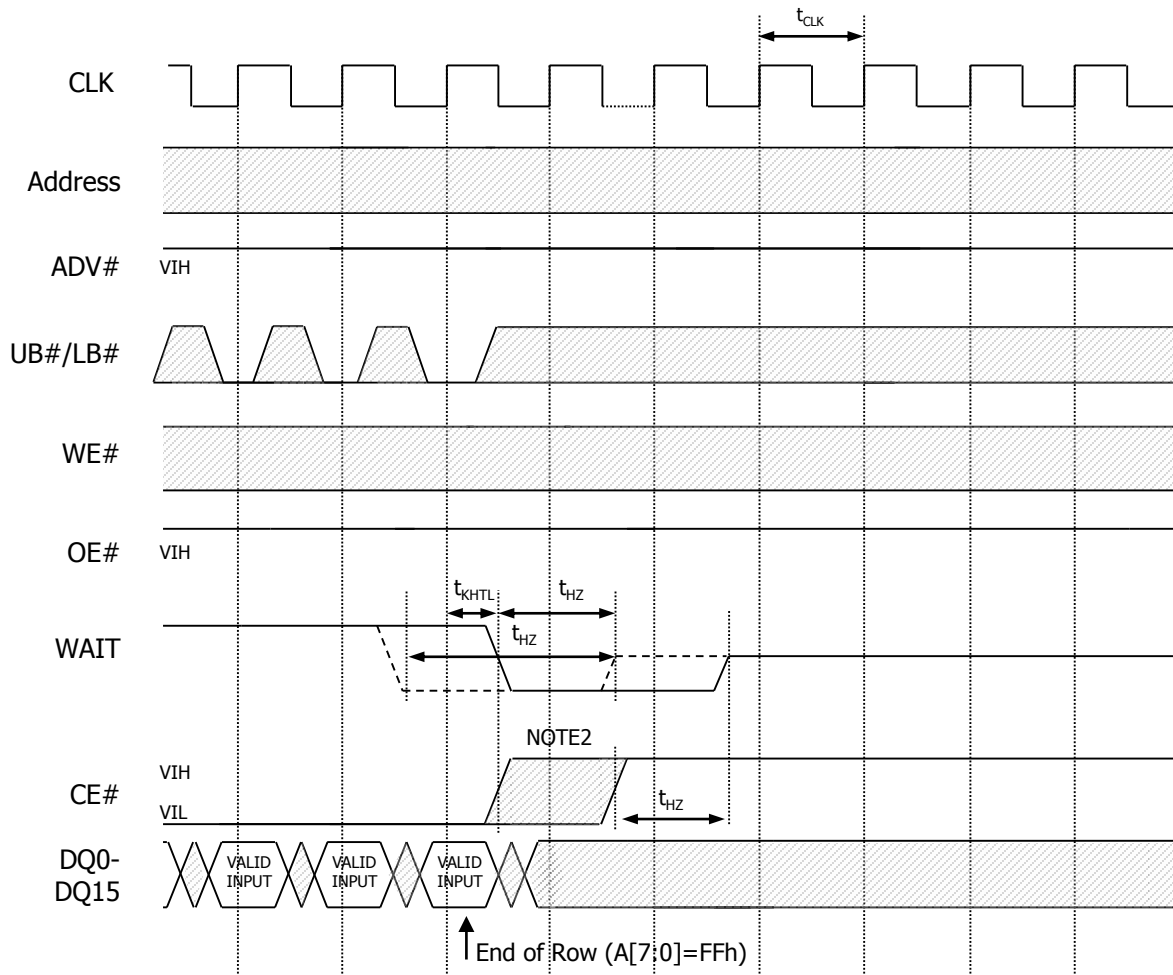 tCLK
CLK
Address
ADV#
VIH
UB#/LB#
WE#
OE#
VIH
tKHTL
tHZ
tHZ
WAIT
NOTE2
VIH
CE#
VIL
tHZ
DQ0-
DQ15
VALID
INPUT
VALID
INPUT
VALID
INPUT
End of Row (A[7:0]=FFh)